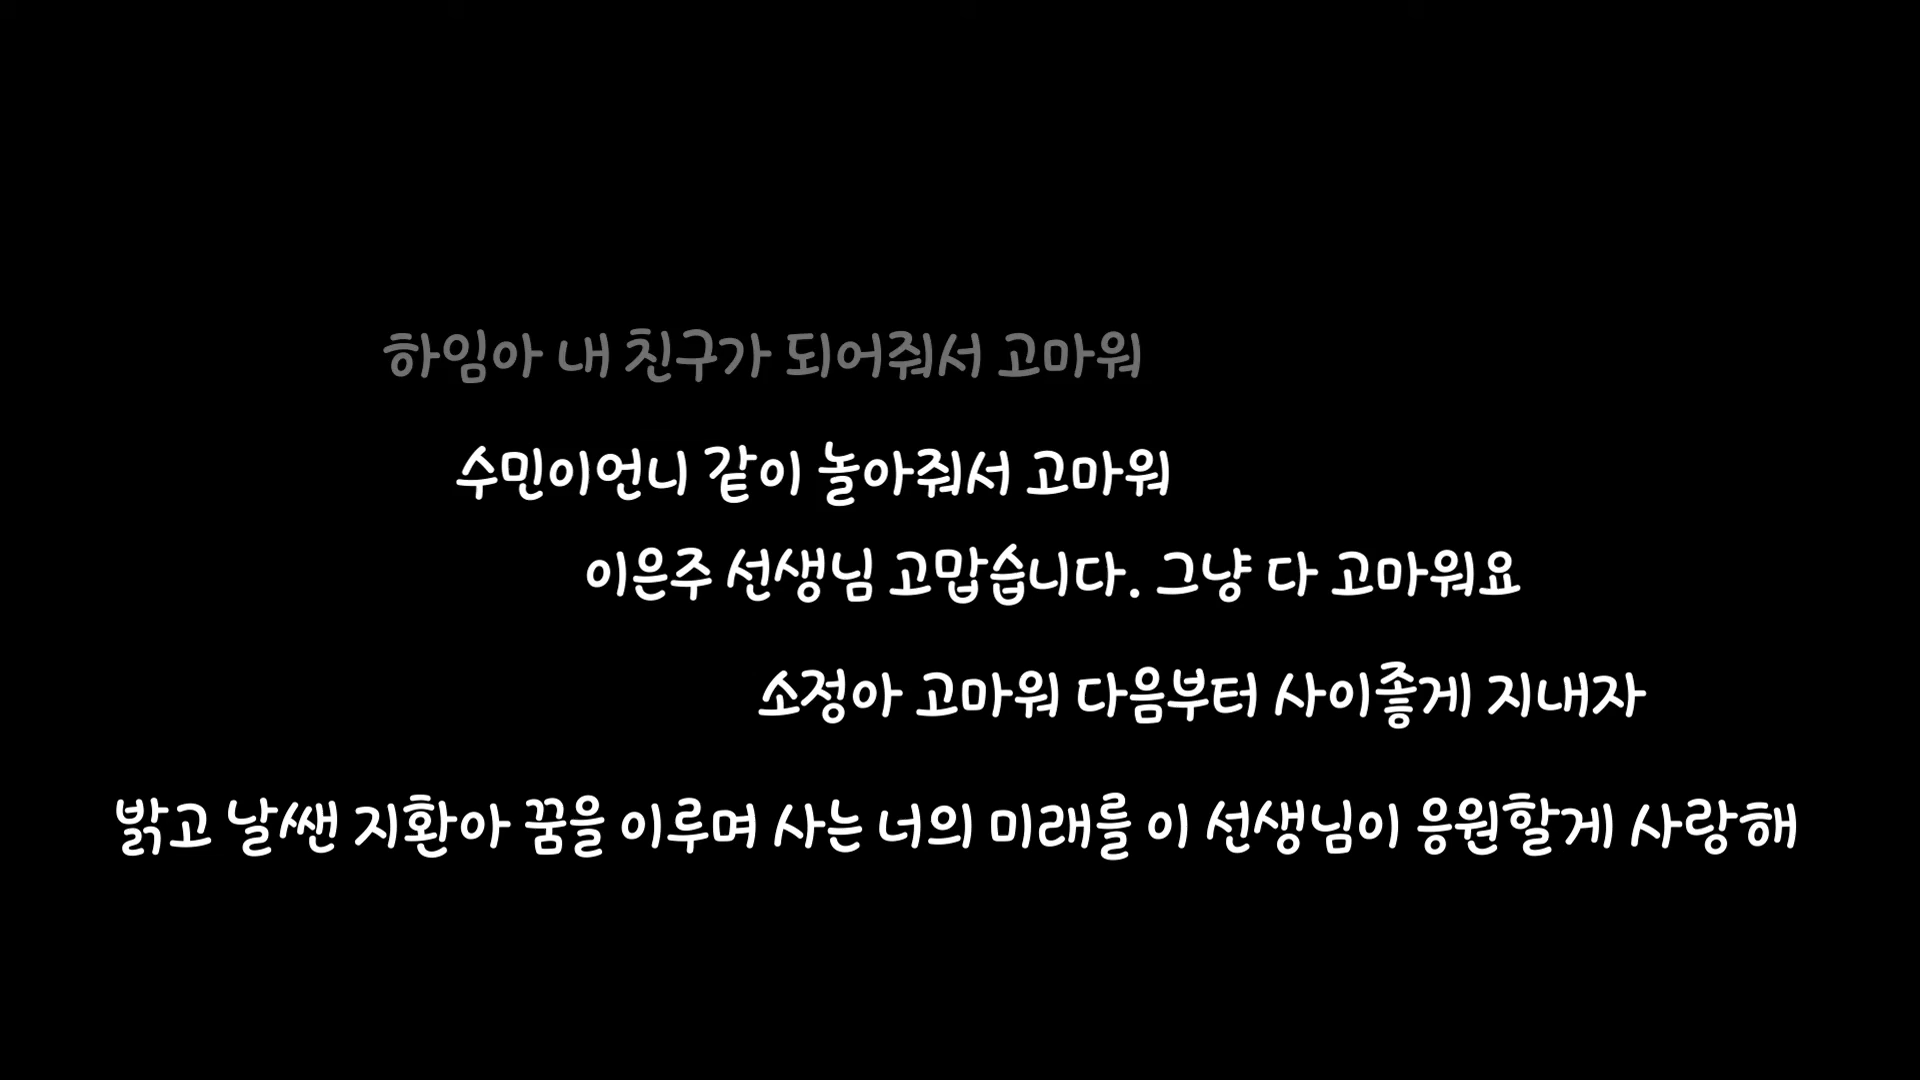 하임아 내 친구가 되어줘서 고마워
수민이언니 같이 놀아줘서 고마워
이은주 선생님 고맙습니다. 그냥 다 고마워요
소정아 고마워 다음부터 사이좋게 지내자
밝고 날쌘 지환아 꿈을 이루며 사는 너의 미래를 이 선생님이 응원할게 사랑해